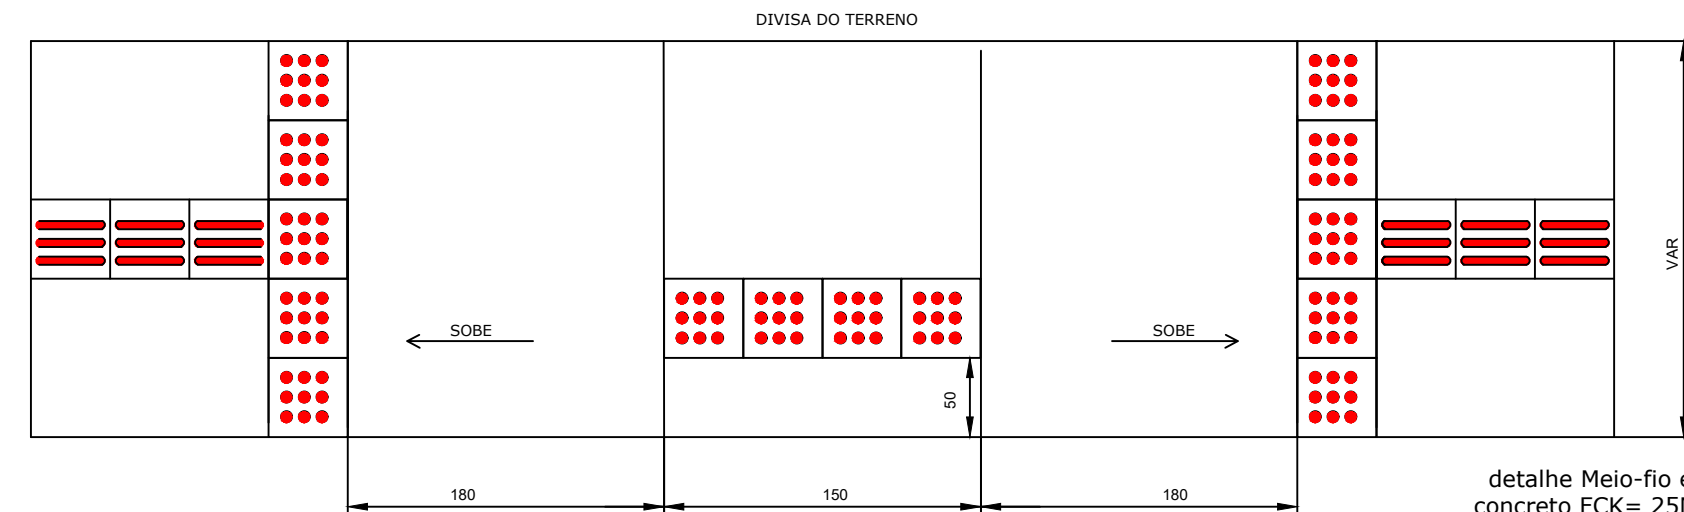 DIVISA DO TERRENO
SOBE
SOBE
VAR
50
180
150
180
detalhe Meio-fio e
concreto FCK= 25